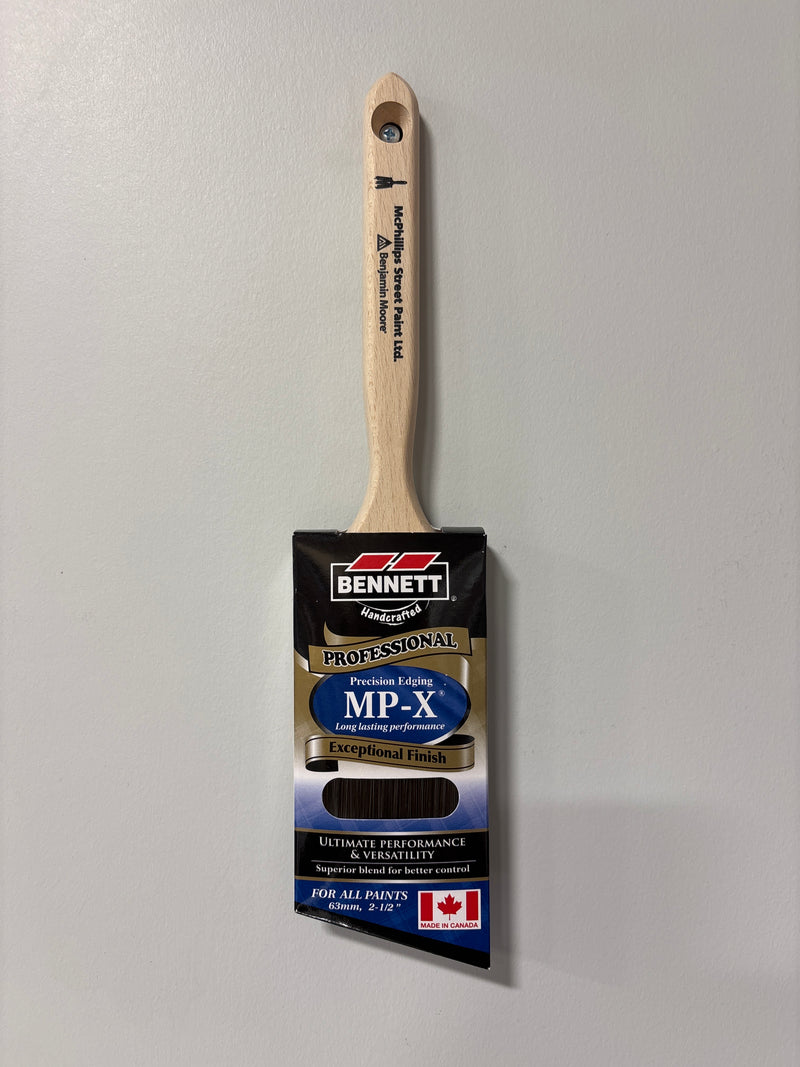 McPhillips Street Paint Ltd.
Benjamin Moore®
BENNETT®
Handcrafted
PROFESSIONAL
Precision Edging
MP-X®
Long lasting performance
Exceptional Finish
ULTIMATE PERFORMANCE
& VERSATILITY
Superior blend for better control
FOR ALL PAINTS
63mm, 2-1/2"
MADE IN CANADA